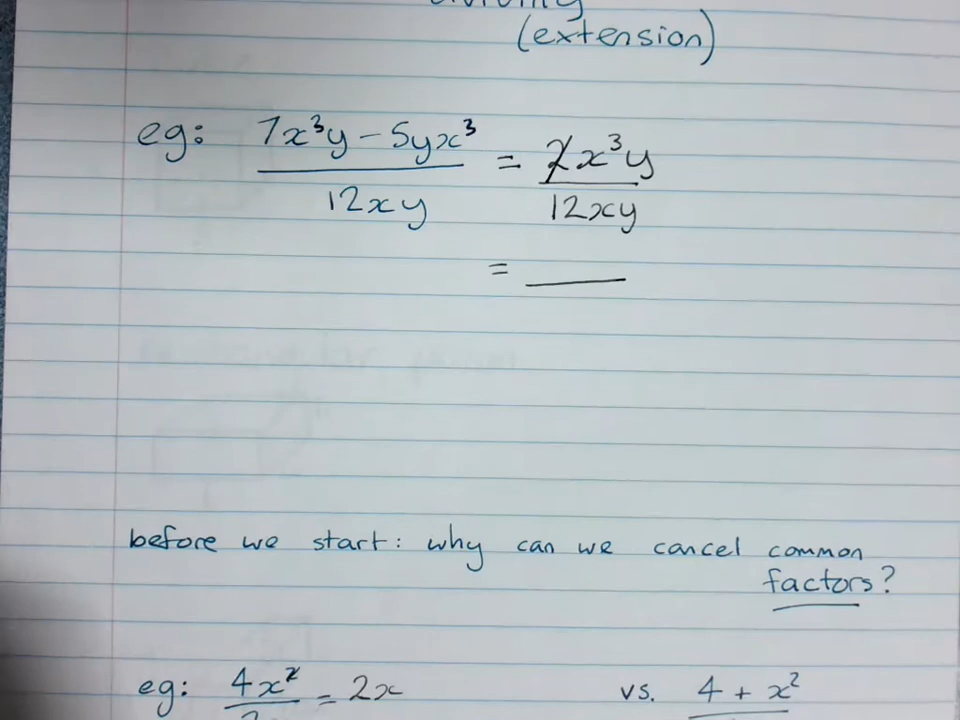 (extension)
eg: 7x³y - 5yx³ / 12xy = 2x³y / 12xy
= ____
before we start: why can we cancel common
factors?
eg: 4x² = 2x vs. 4 + x²